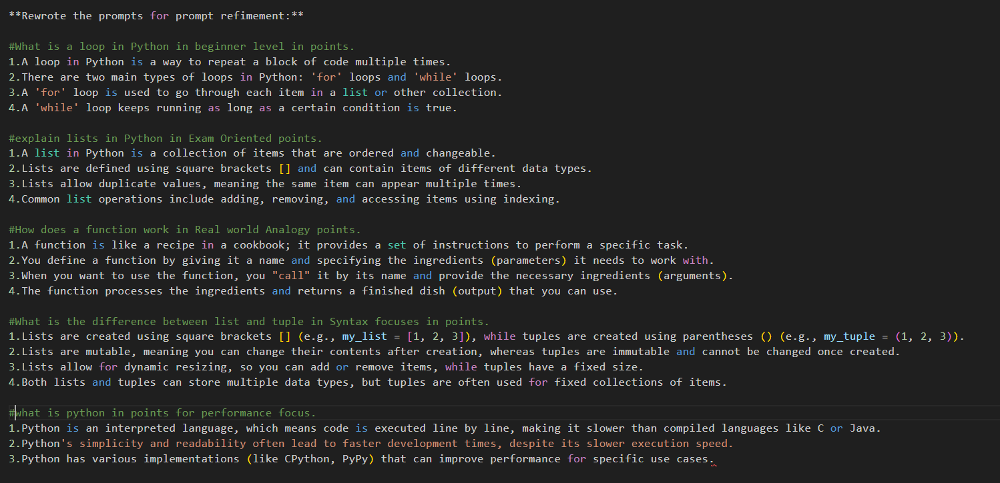 **Rewrote the prompts for prompt refimement:**
#What is a loop in Python in beginner level in points.
1.A loop in Python is a way to repeat a block of code multiple times.
2.There are two main types of loops in Python: 'for' loops and 'while' loops.
3.A 'for' loop is used to go through each item in a list or other collection.
4.A 'while' loop keeps running as long as a certain condition is true.
#explain lists in Python in Exam Oriented points.
1.A list in Python is a collection of items that are ordered and changeable.
2.Lists are defined using square brackets [] and can contain items of different data types.
3.Lists allow duplicate values, meaning the same item can appear multiple times.
4.Common list operations include adding, removing, and accessing items using indexing.
#How does a function work in Real world Analogy points.
1.A function is like a recipe in a cookbook; it provides a set of instructions to perform a specific task.
2.You define a function by giving it a name and specifying the ingredients (parameters) it needs to work with.
3.When you want to use the function, you "call" it by its name and provide the necessary ingredients (arguments).
4.The function processes the ingredients and returns a finished dish (output) that you can use.
#What is the difference between list and tuple in Syntax focuses in points.
1.Lists are created using square brackets [] (e.g., my_list = [1, 2, 3]), while tuples are created using parentheses () (e.g., my_tuple = (1, 2, 3)).
2.Lists are mutable, meaning you can change their contents after creation, whereas tuples are immutable and cannot be changed once created.
3.Lists allow for dynamic resizing, so you can add or remove items, while tuples have a fixed size.
4.Both lists and tuples can store multiple data types, but tuples are often used for fixed collections of items.
#what is python in points for performance focus.
1.Python is an interpreted language, which means code is executed line by line, making it slower than compiled languages like C or Java.
2.Python's simplicity and readability often lead to faster development times, despite its slower execution speed.
3.Python has various implementations (like CPython, PyPy) that can improve performance for specific use cases.